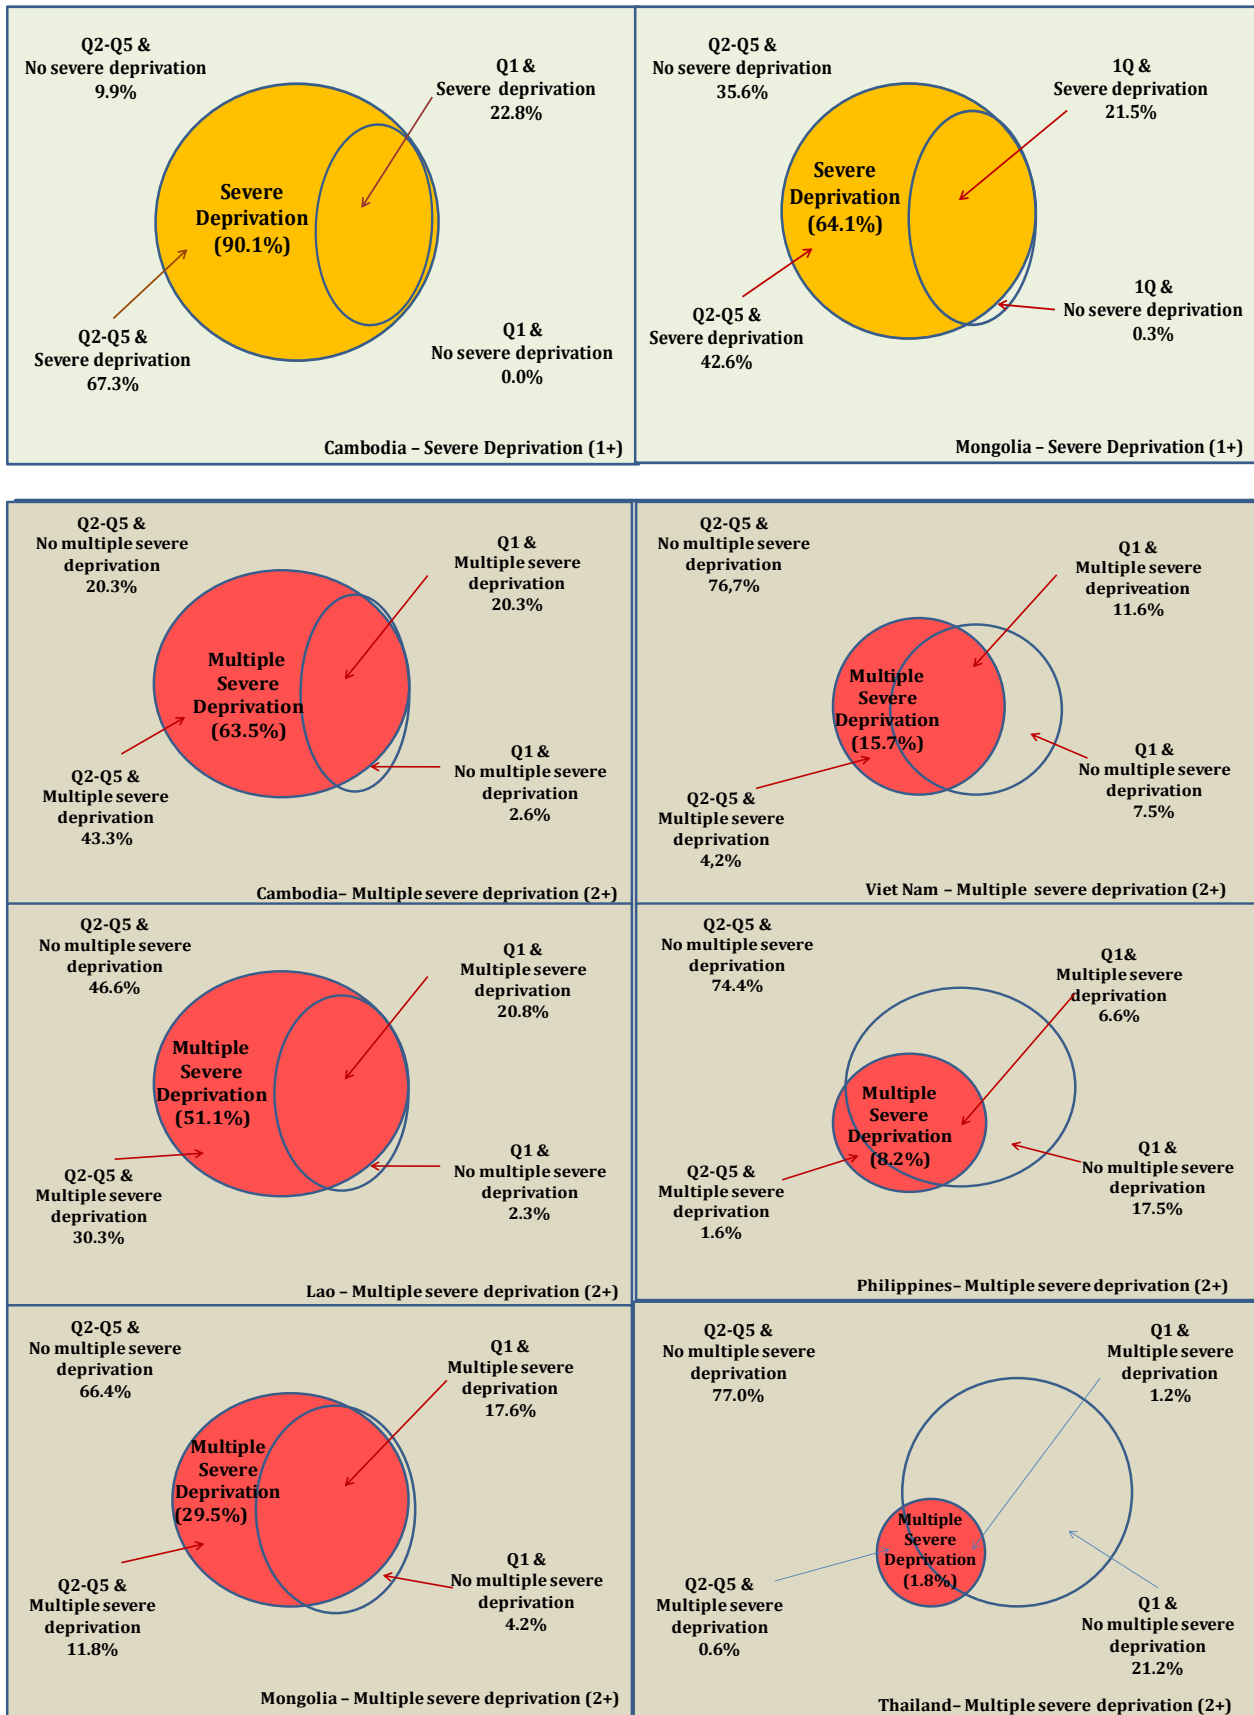 Q2-Q5 &
No severe deprivation
9.9%
Q1 &
Severe deprivation
22.8%
Severe
Deprivation
(90.1%)
Q2-Q5 &
Severe deprivation
67.3%
Q1 &
No severe deprivation
0.0%
Cambodia – Severe Deprivation (1+)
Q2-Q5 &
No severe deprivation
35.6%
1Q &
Severe deprivation
21.5%
Severe
Deprivation
(64.1%)
1Q &
No severe deprivation
0.3%
Q2-Q5 &
Severe deprivation
42.6%
Mongolia – Severe Deprivation (1+)
Q2-Q5 &
No multiple severe
deprivation
20.3%
Q1 &
Multiple severe
deprivation
20.3%
Multiple
Severe
Deprivation
(63.5%)
Q2-Q5 &
Multiple severe
deprivation
43.3%
Q1 &
No multiple severe
deprivation
2.6%
Cambodia– Multiple severe deprivation (2+)
Q2-Q5 &
No multiple severe
deprivation
76,7%
Q1 &
Multiple severe
depriveation
11.6%
Multiple
Severe
Deprivation
(15.7%)
Q1 &
No multiple severe
deprivation
7.5%
Q2-Q5 &
Multiple severe
deprivation
4,2%
Viet Nam – Multiple severe deprivation (2+)
Q2-Q5 &
No multiple severe
deprivation
46.6%
Q1 &
Multiple severe
deprivation
20.8%
Multiple
Severe
Deprivation
(51.1%)
Q2-Q5 &
Multiple severe
deprivation
30.3%
Q1 &
No multiple severe
deprivation
2.3%
Lao – Multiple severe deprivation (2+)
Q2-Q5 &
No multiple severe
deprivation
74.4%
Q1&
Multiple severe
deprivation
6.6%
Multiple
Severe
Deprivation
(8.2%)
Q2-Q5 &
Multiple severe
deprivation
1.6%
Q1 &
No multiple severe
deprivation
17.5%
Philippines– Multiple severe deprivation (2+)
Q2-Q5 &
No multiple severe
deprivation
66.4%
Q1 &
Multiple severe
deprivation
17.6%
Multiple
Severe
Deprivation
(29.5%)
Q2-Q5 &
Multiple severe
deprivation
11.8%
Q1 &
No multiple severe
deprivation
4.2%
Mongolia – Multiple severe deprivation (2+)
Q2-Q5 &
No multiple severe
deprivation
77.0%
Q1 &
Multiple severe
deprivation
1.2%
Multiple
Severe
Deprivation
(1.8%)
Q2-Q5 &
Multiple severe
deprivation
0.6%
Q1 &
No multiple severe
deprivation
21.2%
Thailand– Multiple severe deprivation (2+)